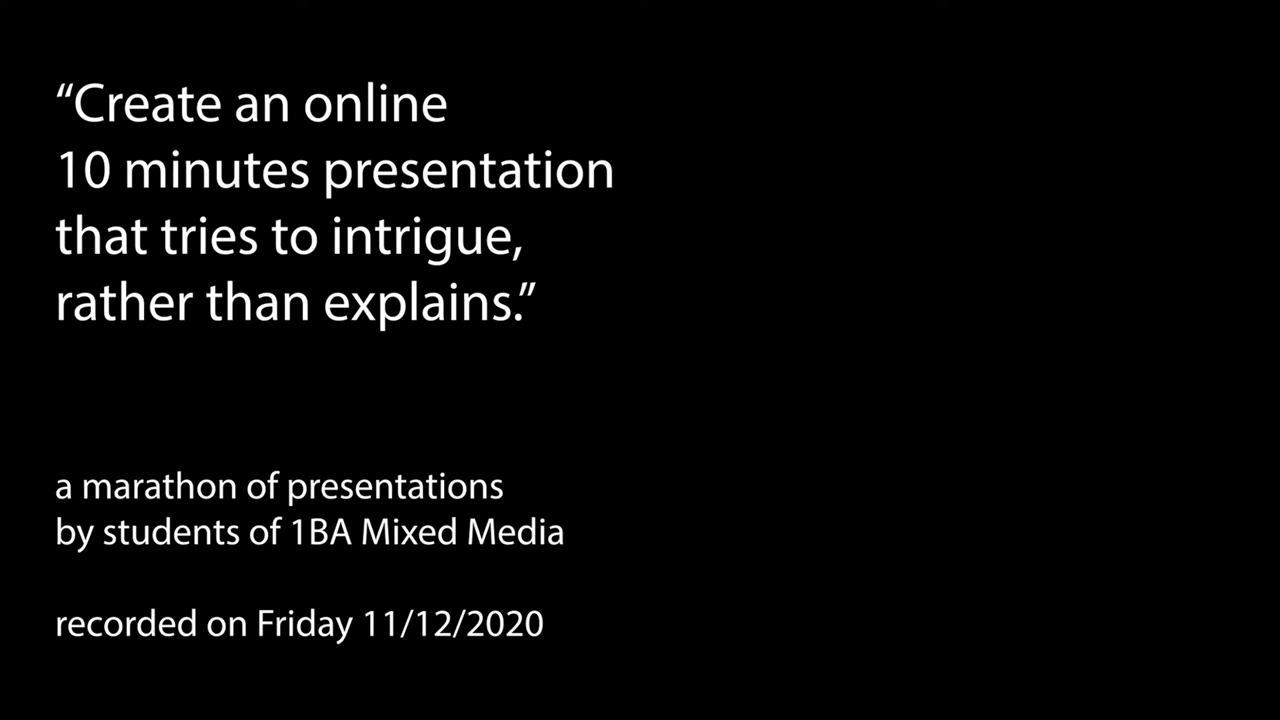 “Create an online
10 minutes presentation
that tries to intrigue,
rather than explains.”
a marathon of presentations
by students of 1BA Mixed Media
recorded on Friday 11/12/2020